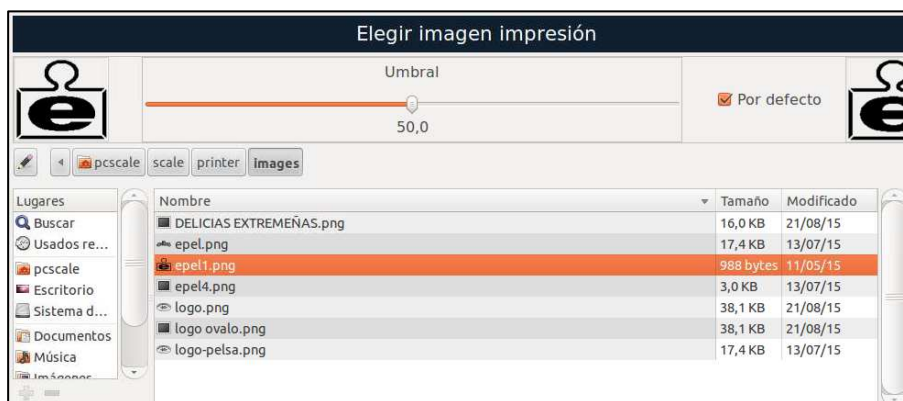 Elegir imagen impresión
Umbral
50,0
Por defecto
pcscale scale printer images
Lugares
Buscar
Usados re...
pcscale
Escritorio
Sistema d...
Documentos
Música
Imágenes
Nombre Tamaño Modificado
DELICIAS EXTREMEÑAS.png 16,0 KB 21/08/15
epel.png 17,4 KB 13/07/15
epel1.png 988 bytes 11/05/15
epel4.png 3,0 KB 13/07/15
logo.png 38,1 KB 21/08/15
logo ovalo.png 38,1 KB 21/08/15
logo-pelsa.png 17,4 KB 13/07/15